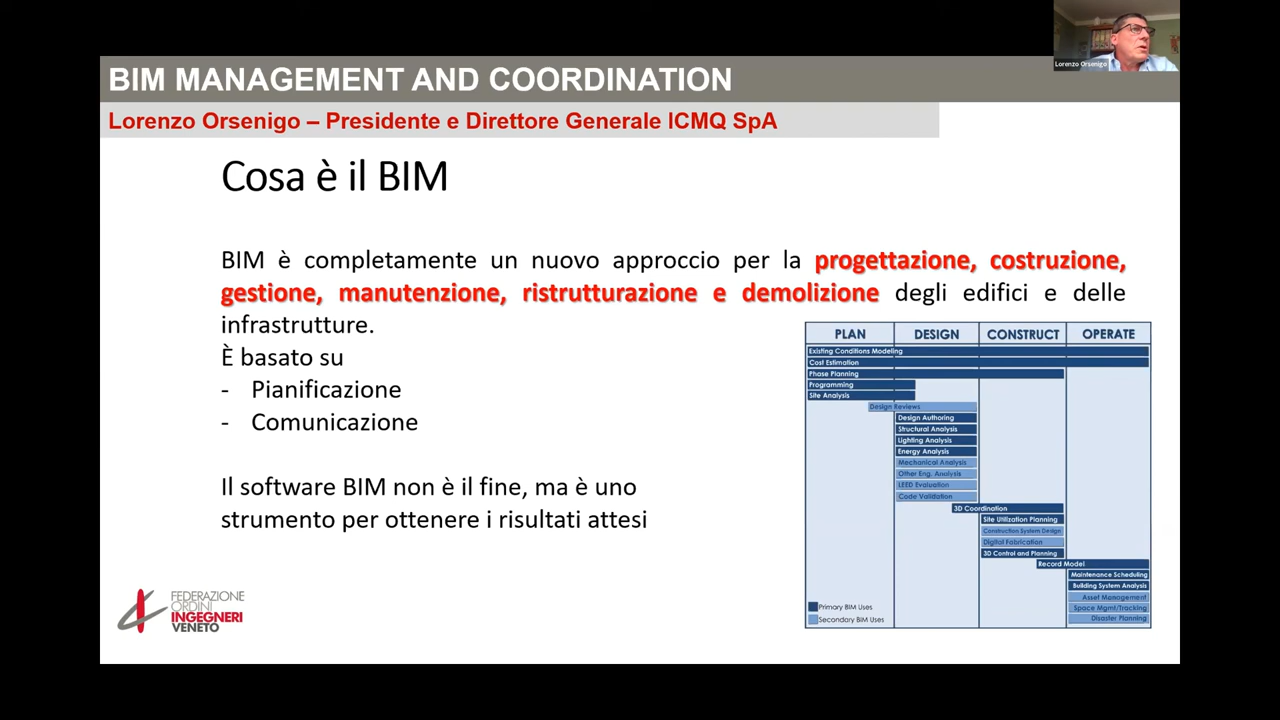 Lorenzo Orsenigo
BIM MANAGEMENT AND COORDINATION
Lorenzo Orsenigo – Presidente e Direttore Generale ICMQ SpA
Cosa è il BIM
BIM è completamente un nuovo approccio per la progettazione, costruzione,
gestione, manutenzione, ristrutturazione e demolizione degli edifici e delle
infrastrutture.
È basato su
- Pianificazione
- Comunicazione
Il software BIM non è il fine, ma è uno
strumento per ottenere i risultati attesi
PLAN DESIGN CONSTRUCT OPERATE
Existing Conditions Modeling
Cost Estimation
Phase Planning
Programming
Site Analysis
Design Reviews
Design Authoring
Structural Analysis
Lighting Analysis
Energy Analysis
Mechanical Analysis
Other Eng. Analysis
LEED Evaluation
Code Validation
3D Coordination
Site Utilization Planning
Construction System Design
Digital Fabrication
3D Control and Planning
Record Model
Maintenance Scheduling
Building System Analysis
Asset Management
Space Mgmt/Tracking
Disaster Planning
Primary BIM Uses
Secondary BIM Uses
FEDERAZIONE
ORDINI
INGEGNERI
VENETO